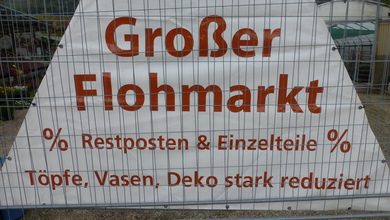 Großer
Flohmarkt
% Restposten & Einzelteile %
Töpfe, Vasen, Deko stark reduziert